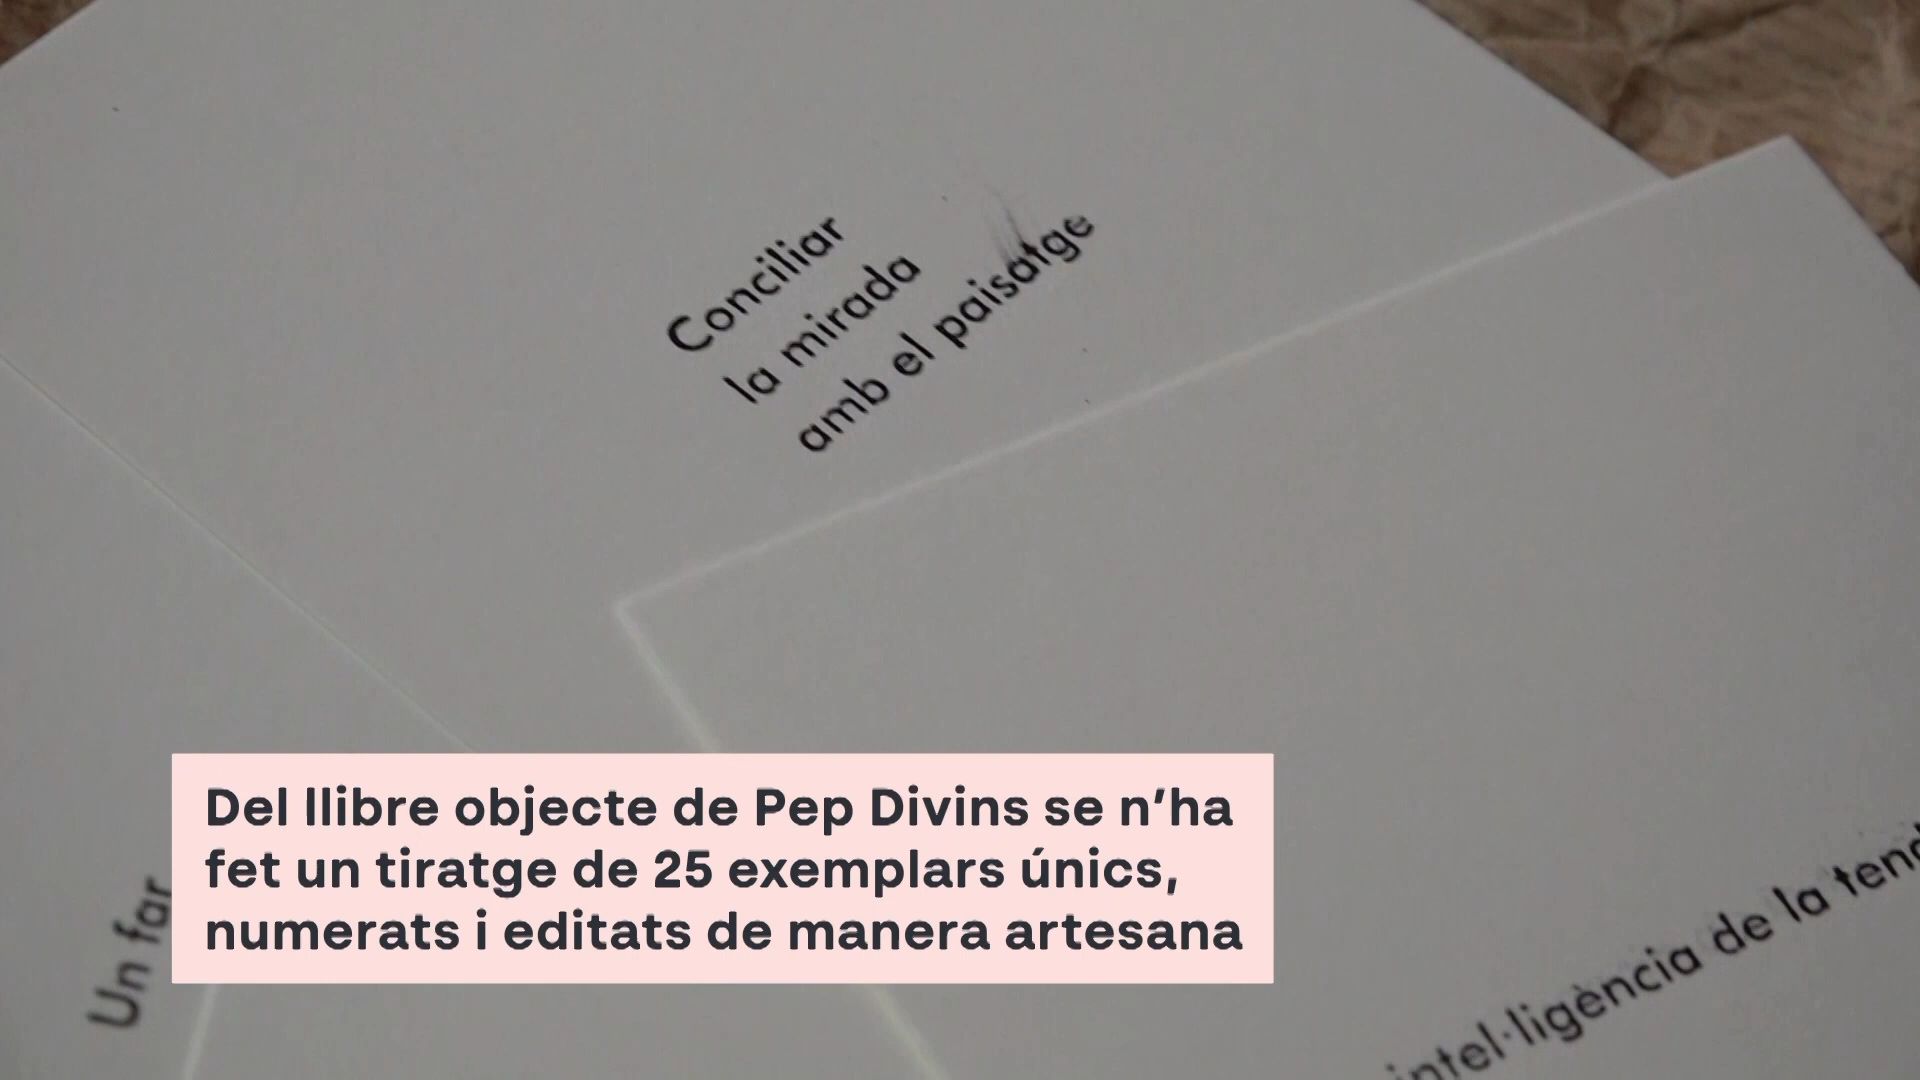 Conciliar
la mirada
amb el paisatge
Un far
intel·ligència de la
Del llibre objecte de Pep Divins se n’ha
fet un tiratge de 25 exemplars únics,
numerats i editats de manera artesana